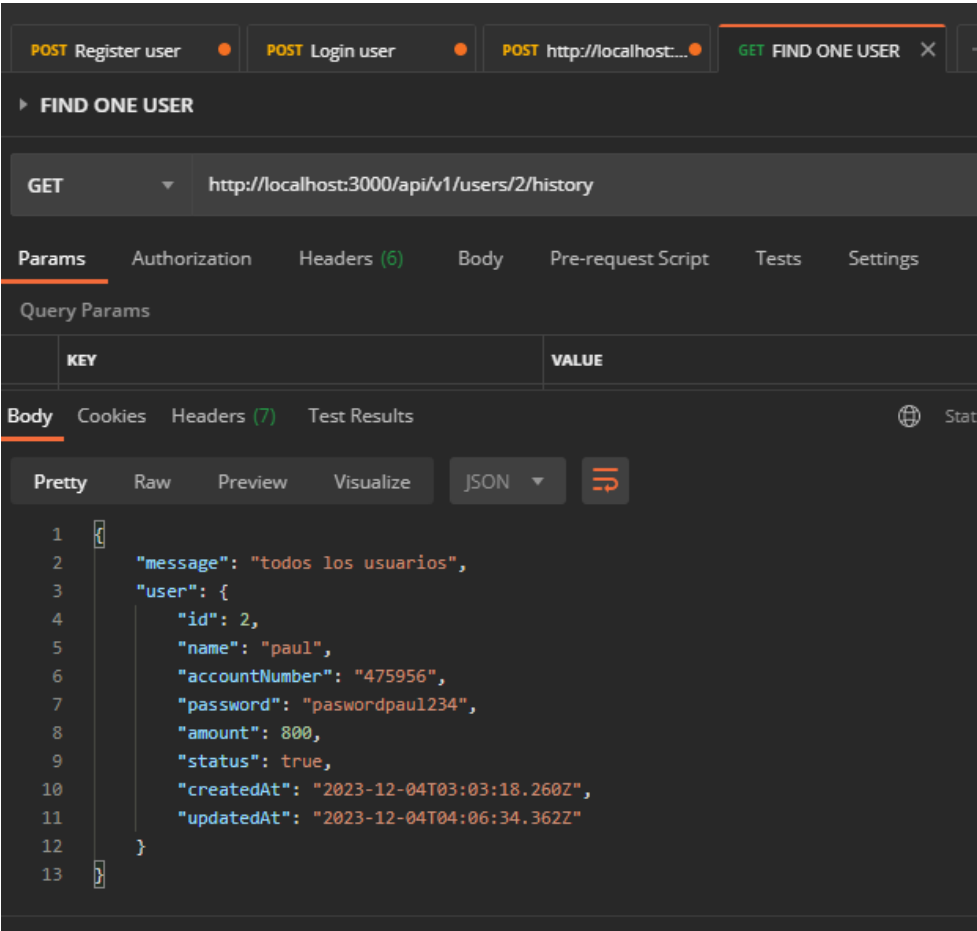 POST Register user POST Login user POST http://localhost:... GET FIND ONE USER
FIND ONE USER
GET http://localhost:3000/api/v1/users/2/history
Params Authorization Headers (6) Body Pre-request Script Tests Settings
Query Params
KEY VALUE
Body Cookies Headers (7) Test Results Stat
Pretty Raw Preview Visualize JSON
1 {
2 "message": "todos los usuarios",
3 "user": {
4 "id": 2,
5 "name": "paul",
6 "accountNumber": "475956",
7 "password": "paswordpaul234",
8 "amount": 800,
9 "status": true,
10 "createdAt": "2023-12-04T03:03:18.260Z",
11 "updatedAt": "2023-12-04T04:06:34.362Z"
12 }
13 }